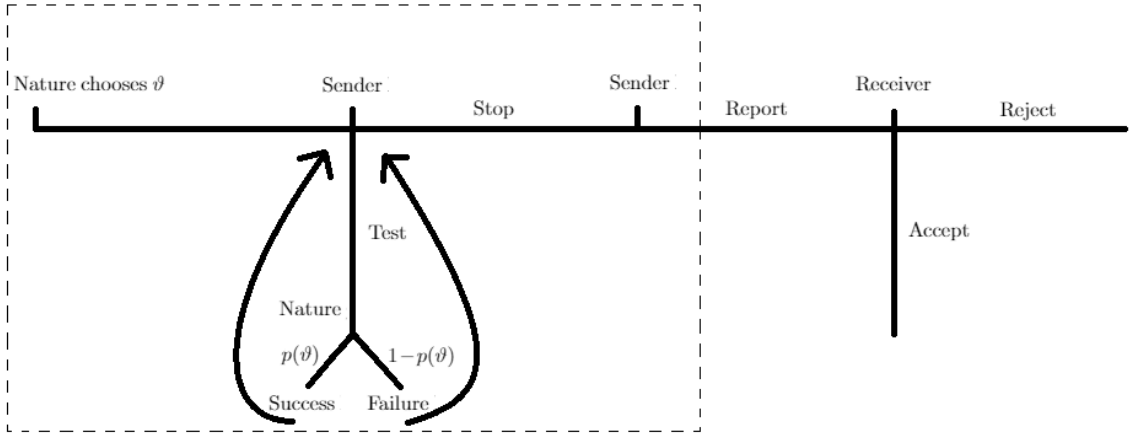 Nature chooses ϑ
Sender
Stop
Sender
Report
Receiver
Reject
Test
Accept
Nature
p(ϑ)
1−p(ϑ)
Success
Failure